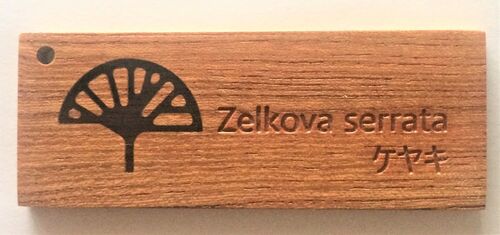 Zelkova serrata
ケヤキ